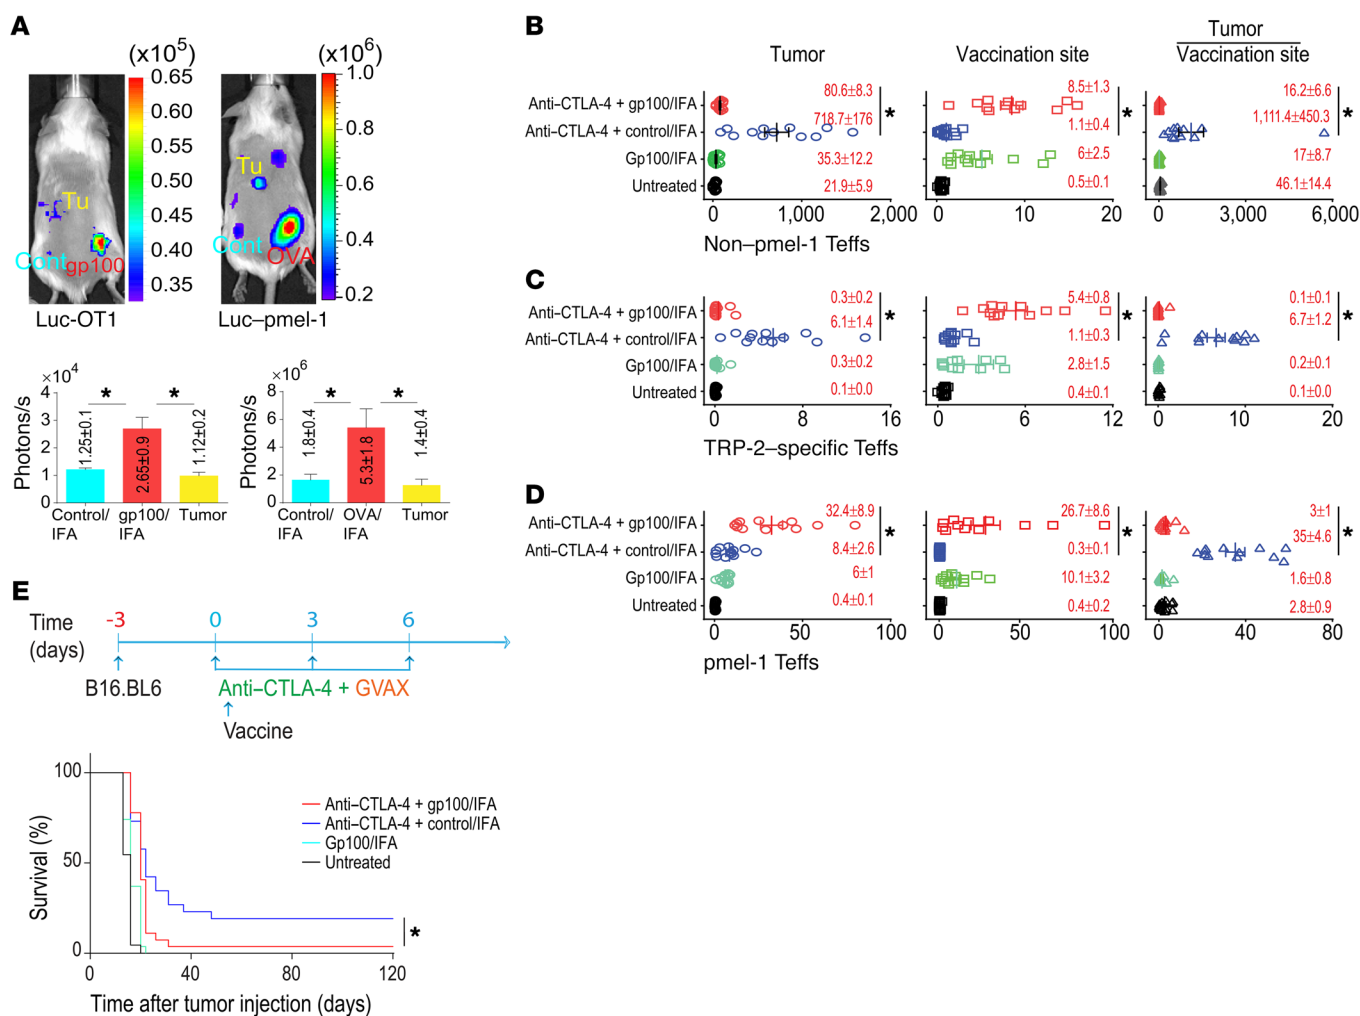 A
(x10⁵)
0.65
0.60
0.55
0.50
0.45
0.40
0.35
Tu
Cont
gp100
Luc-OT1
(x10⁶)
1.0
0.8
0.6
0.4
0.2
Tu
Cont
OVA
Luc–pmel-1
×10⁴
Photons/s
4
3
2
1
0
1.25±0.1
2.65±0.9
1.12±0.2
* *
Control/
IFA
gp100/
IFA
Tumor
×10⁶
Photons/s
8
6
4
2
0
1.8±0.4
5.3±1.8
1.4±0.4
* *
Control/
IFA
OVA/
IFA
Tumor
B
Tumor
Vaccination site
Tumor
Vaccination site
Anti-CTLA-4 + gp100/IFA
Anti-CTLA-4 + control/IFA
Gp100/IFA
Untreated
80.6±8.3
718.7±176
35.3±12.2
21.9±5.9
*
0 1,000 2,000
8.5±1.3
1.1±0.4
6±2.5
0.5±0.1
*
0 10 20
16.2±6.6
1,111.4±450.3
17±8.7
46.1±14.4
*
0 3,000 6,000
Non–pmel-1 Teffs
C
Anti-CTLA-4 + gp100/IFA
Anti-CTLA-4 + control/IFA
Gp100/IFA
Untreated
0.3±0.2
6.1±1.4
0.3±0.2
0.1±0.0
*
0 8 16
5.4±0.8
1.1±0.3
2.8±1.5
0.4±0.1
*
0 6 12
0.1±0.1
6.7±1.2
0.2±0.1
0.1±0.0
*
0 10 20
TRP-2–specific Teffs
D
Anti-CTLA-4 + gp100/IFA
Anti-CTLA-4 + control/IFA
Gp100/IFA
Untreated
32.4±8.9
8.4±2.6
6±1
0.4±0.1
*
0 50 100
26.7±8.6
0.3±0.1
10.1±3.2
0.4±0.2
*
0 50 100
3±1
35±4.6
1.6±0.8
2.8±0.9
*
0 40 80
pmel-1 Teffs
E
Time
(days)
-3 0 3 6
B16.BL6
Anti–CTLA-4 + GVAX
Vaccine
Survival (%)
100
50
0
Anti–CTLA-4 + gp100/IFA
Anti–CTLA-4 + control/IFA
Gp100/IFA
Untreated
*
0 40 80 120
Time after tumor injection (days)